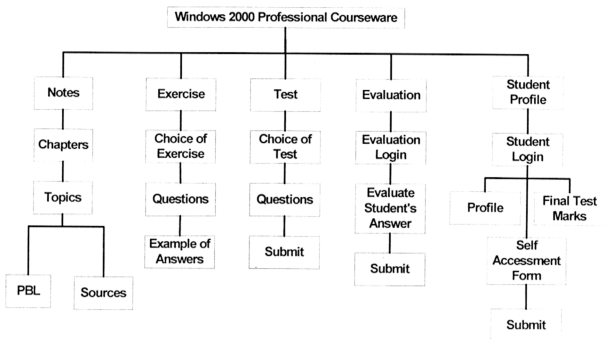 Windows 2000 Professional Courseware
Notes
Exercise
Test
Evaluation
Student
Profile
Chapters
Choice of
Exercise
Choice of
Test
Evaluation
Login
Student
Login
Topics
Questions
Questions
Evaluate
Student's
Answer
Profile
Final Test
Marks
Example of
Answers
Submit
Self
Accessment
Form
PBL
Sources
Submit
Submit